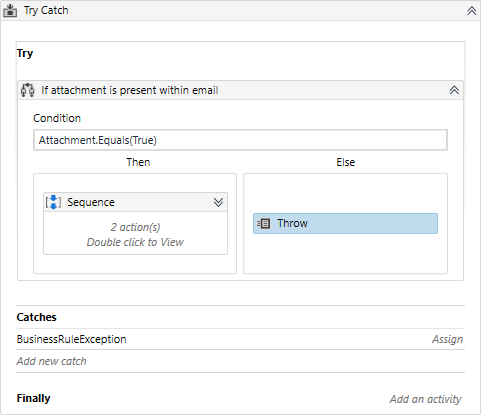 Try Catch
Try
If attachment is present within email
Condition
Attachment.Equals(True)
Then Else
Sequence
Throw
2 action(s)
Double click to View
Catches
BusinessRuleException Assign
Add new catch
Finally Add an activity